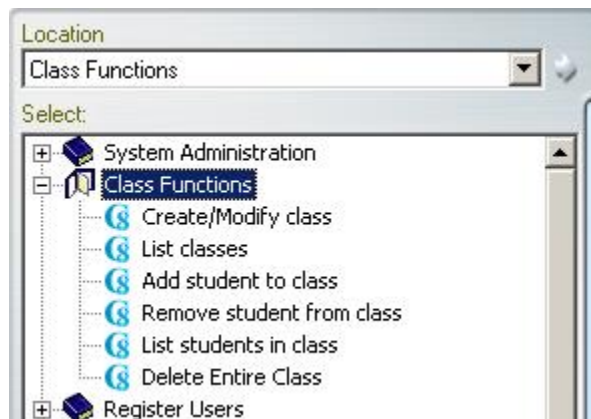 Location
Class Functions
Select:
System Administration
Class Functions
Create/Modify class
List classes
Add student to class
Remove student from class
List students in class
Delete Entire Class
Register Users